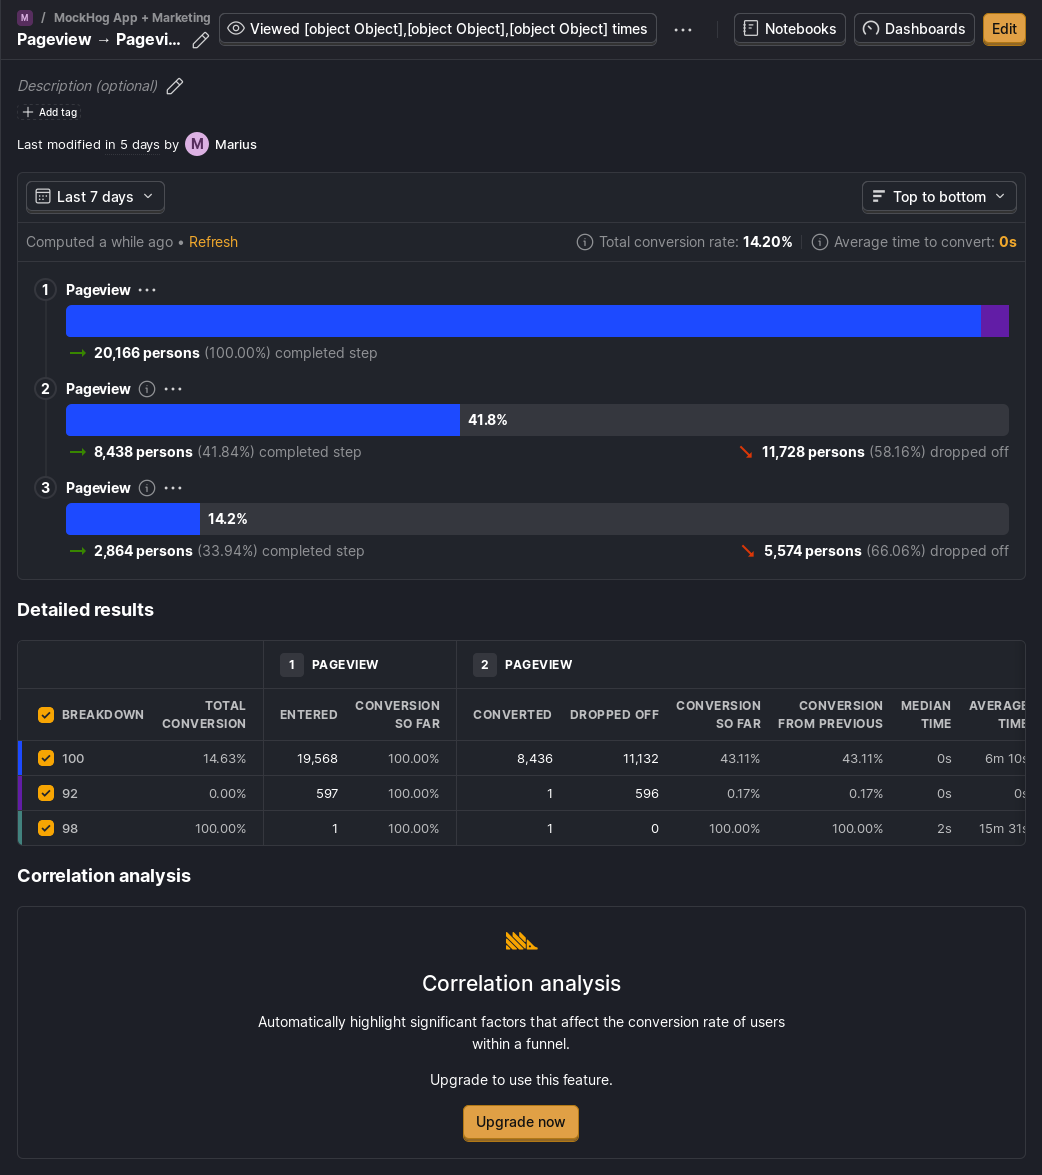 M / MockHog App + Marketing
Pageview → Pagevi...
Viewed [object Object],[object Object],[object Object] times
Notebooks
Dashboards
Edit
Description (optional)
Add tag
Last modified in 5 days by M Marius
Last 7 days
Top to bottom
Computed a while ago • Refresh
Total conversion rate: 14.20%
Average time to convert: 0s
1 Pageview
20,166 persons (100.00%) completed step
2 Pageview
41.8%
8,438 persons (41.84%) completed step
11,728 persons (58.16%) dropped off
3 Pageview
14.2%
2,864 persons (33.94%) completed step
5,574 persons (66.06%) dropped off
Detailed results
1 PAGEVIEW 2 PAGEVIEW
BREAKDOWN TOTAL CONVERSION ENTERED CONVERSION SO FAR CONVERTED DROPPED OFF CONVERSION SO FAR CONVERSION FROM PREVIOUS MEDIAN TIME AVERAGE TIME
100 14.63% 19,568 100.00% 8,436 11,132 43.11% 43.11% 0s 6m 10s
92 0.00% 597 100.00% 1 596 0.17% 0.17% 0s 0s
98 100.00% 1 100.00% 1 0 100.00% 100.00% 2s 15m 31s
Correlation analysis
Correlation analysis
Automatically highlight significant factors that affect the conversion rate of users
within a funnel.
Upgrade to use this feature.
Upgrade now